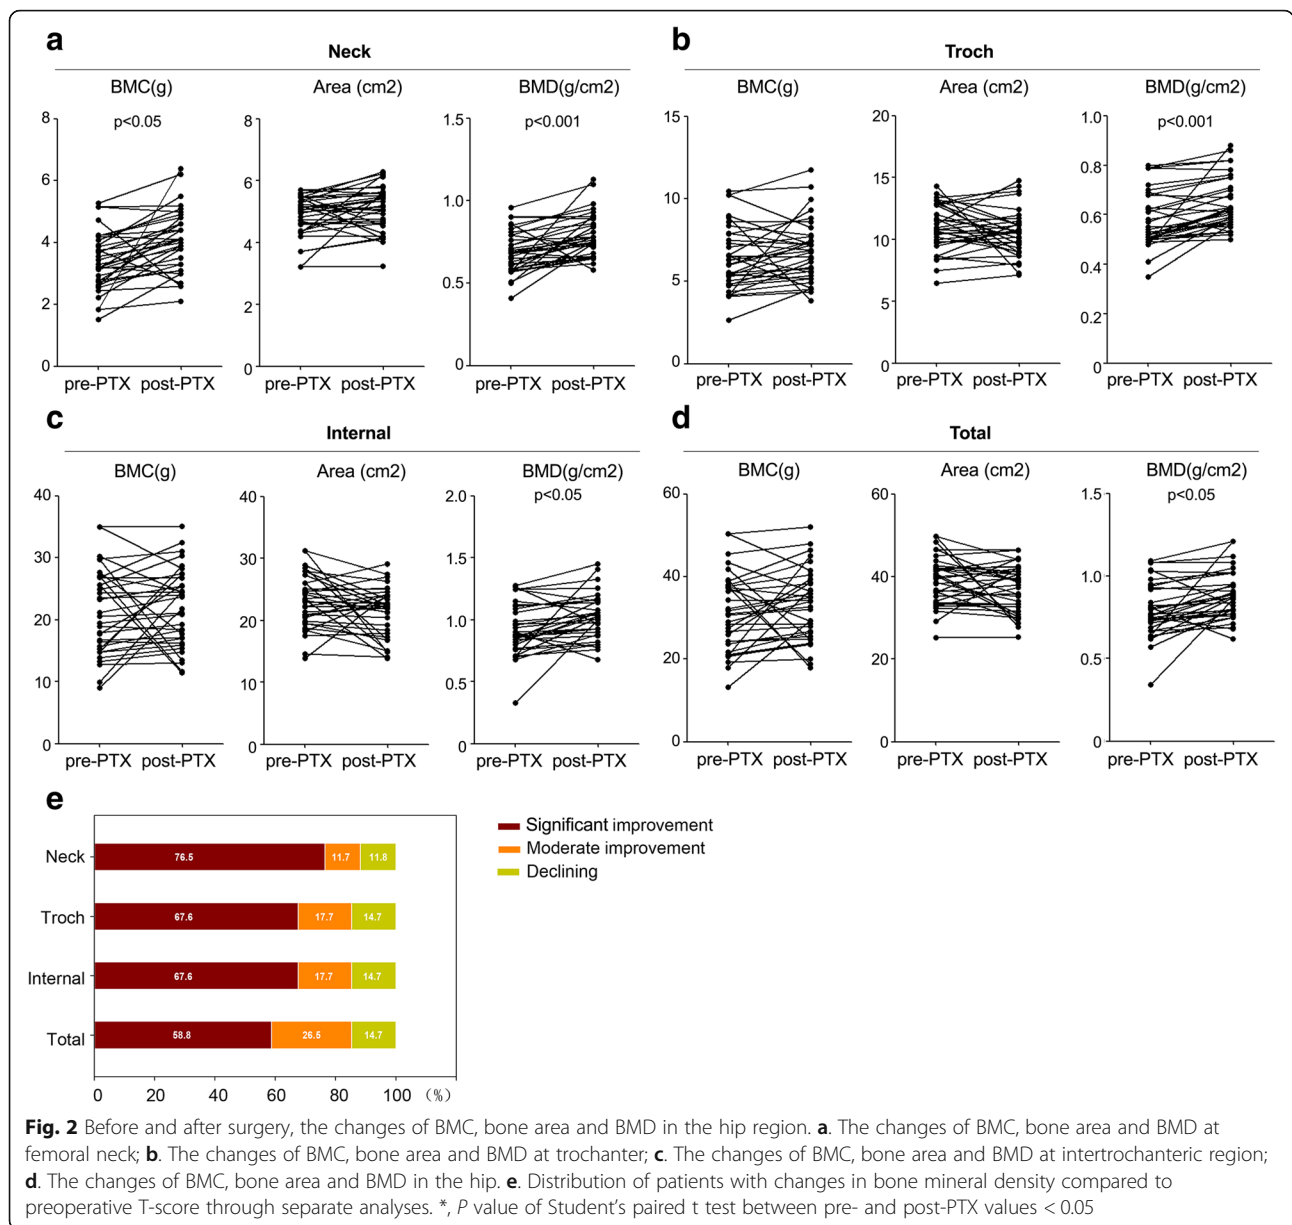 a
Neck
BMC(g) Area (cm2) BMD(g/cm2)
p<0.05 p<0.001
8 8 1.5
6 6 1.0
4 4 0.5
2 2
0 0 0
pre-PTX post-PTX pre-PTX post-PTX pre-PTX post-PTX
b
Troch
BMC(g) Area (cm2) BMD(g/cm2)
p<0.001
15 20 1.0
10 15 0.8
5 10 0.6
0 5 0.4
0 0.2
0.0
pre-PTX post-PTX pre-PTX post-PTX pre-PTX post-PTX
c
Internal
BMC(g) Area (cm2) BMD(g/cm2)
p<0.05
40 40 2.0
30 30 1.5
20 20 1.0
10 10 0.5
0 0 0
pre-PTX post-PTX pre-PTX post-PTX pre-PTX post-PTX
d
Total
BMC(g) Area (cm2) BMD(g/cm2)
p<0.05
60 60 1.5
40 40 1.0
20 20 0.5
0 0 0
pre-PTX post-PTX pre-PTX post-PTX pre-PTX post-PTX
e
Neck 76.5 11.7 11.8
Troch 67.6 17.7 14.7
Internal 67.6 17.7 14.7
Total 58.8 26.5 14.7
0 20 40 60 80 100 (%)
Significant improvement
Moderate improvement
Declining
Fig. 2 Before and after surgery, the changes of BMC, bone area and BMD in the hip region. a. The changes of BMC, bone area and BMD at
femoral neck; b. The changes of BMC, bone area and BMD at trochanter; c. The changes of BMC, bone area and BMD at intertrochanteric region;
d. The changes of BMC, bone area and BMD in the hip. e. Distribution of patients with changes in bone mineral density compared to
preoperative T-score through separate analyses. *, P value of Student's paired t test between pre- and post-PTX values < 0.05